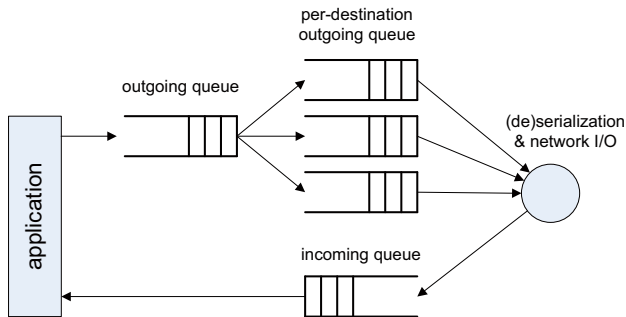 per-destination
outgoing queue
outgoing queue
(de)serialization
& network I/O
application
incoming queue